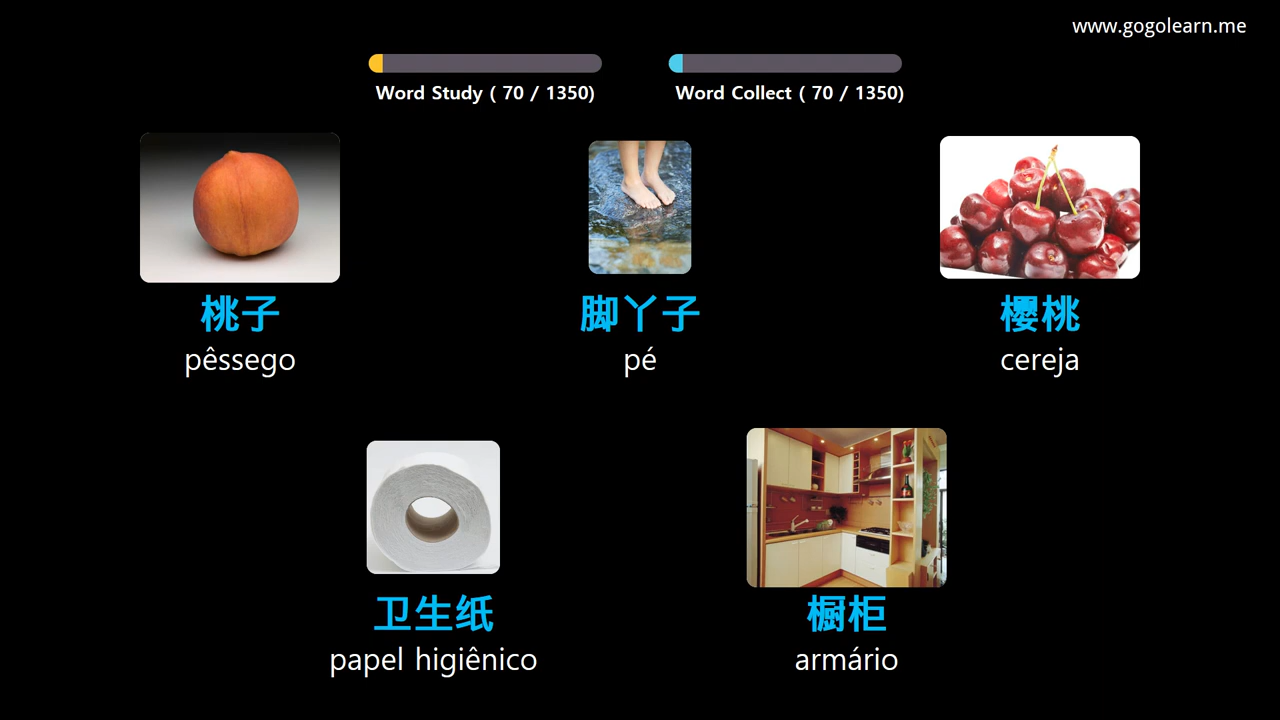 www.gogolearn.me
Word Study ( 70 / 1350)
Word Collect ( 70 / 1350)
桃子
pêssego
脚丫子
pé
樱桃
cereja
卫生纸
papel higiênico
橱柜
armário